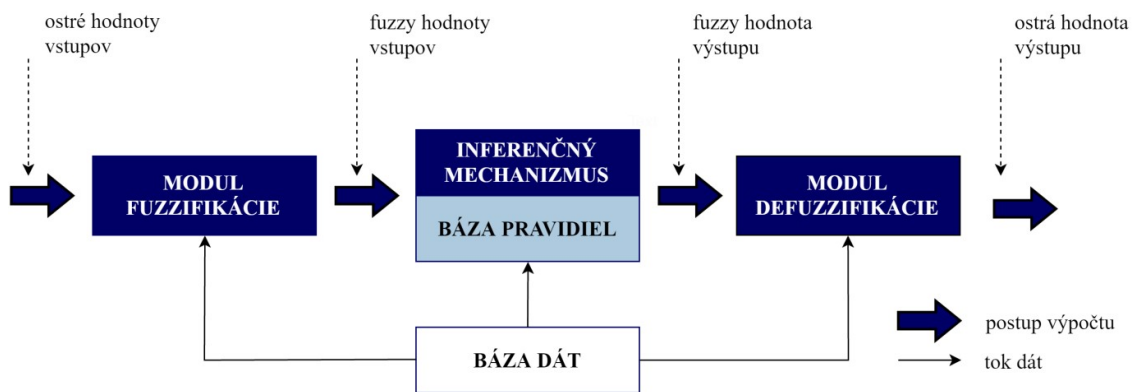 ostré hodnoty
vstupov
fuzzy hodnoty
vstupov
fuzzy hodnota
výstupu
ostrá hodnota
výstupu
MODUL
FUZZIFIKÁCIE
INFERENČNÝ
MECHANIZMUS
BÁZA PRAVIDIEL
MODUL
DEFUZZIFIKÁCIE
BÁZA DÁT
postup výpočtu
tok dát